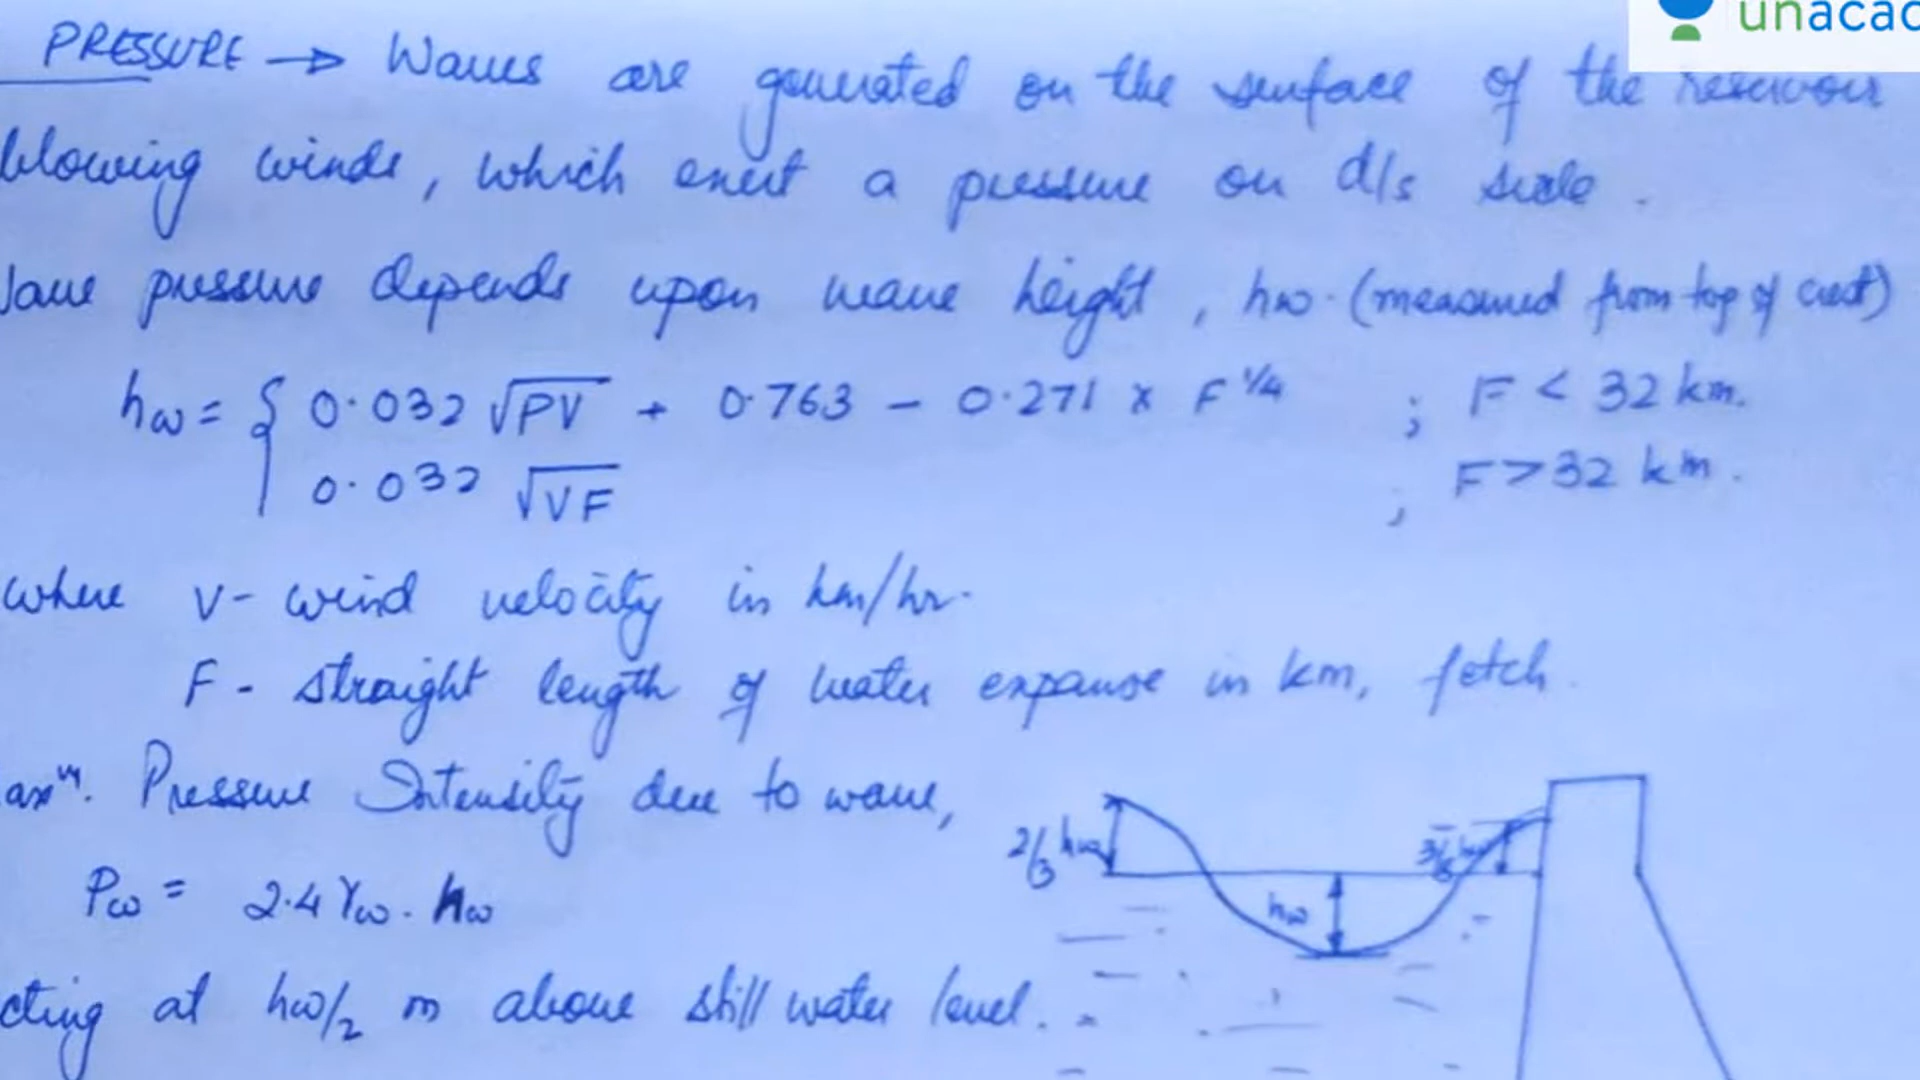 PRESSURE → Waves are generated on the surface of the reservoir
blowing winds, which exert a pressure on d/s side.
pressure depends upon wave height, hw. (measured from top of crest)
hw = { 0.032 √PV + 0.763 - 0.271 x F^1/4 ; F < 32 km.
0.032 √VF ; F > 32 km.
where V- wind velocity in km/hr.
F - straight length of water expanse in km, fetch.
Pressure Intensity due to wave,
Pw = 2.4 γw. hw
2/3 hw
hw
cting at hw/2 m above still water level.
unacad